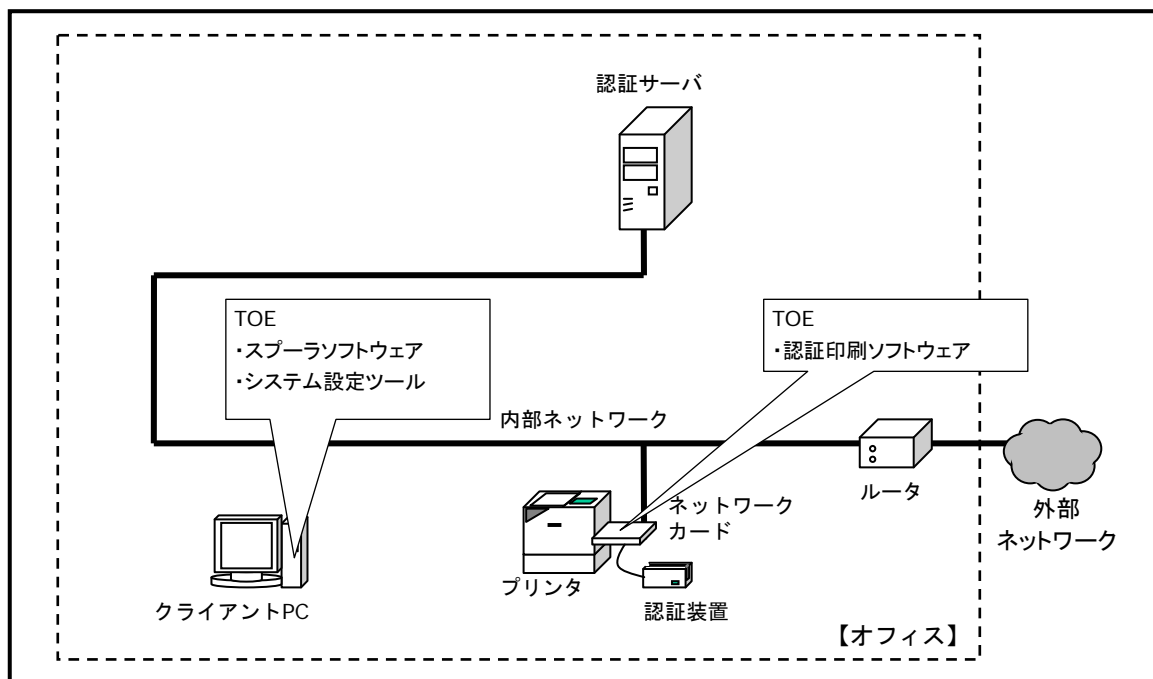 認証サーバ
TOE
・スプーラソフトウェア
・システム設定ツール
TOE
・認証印刷ソフトウェア
内部ネットワーク
ルータ
ネットワーク
カード
外部
ネットワーク
プリンタ
クライアントPC
認証装置
【オフィス】